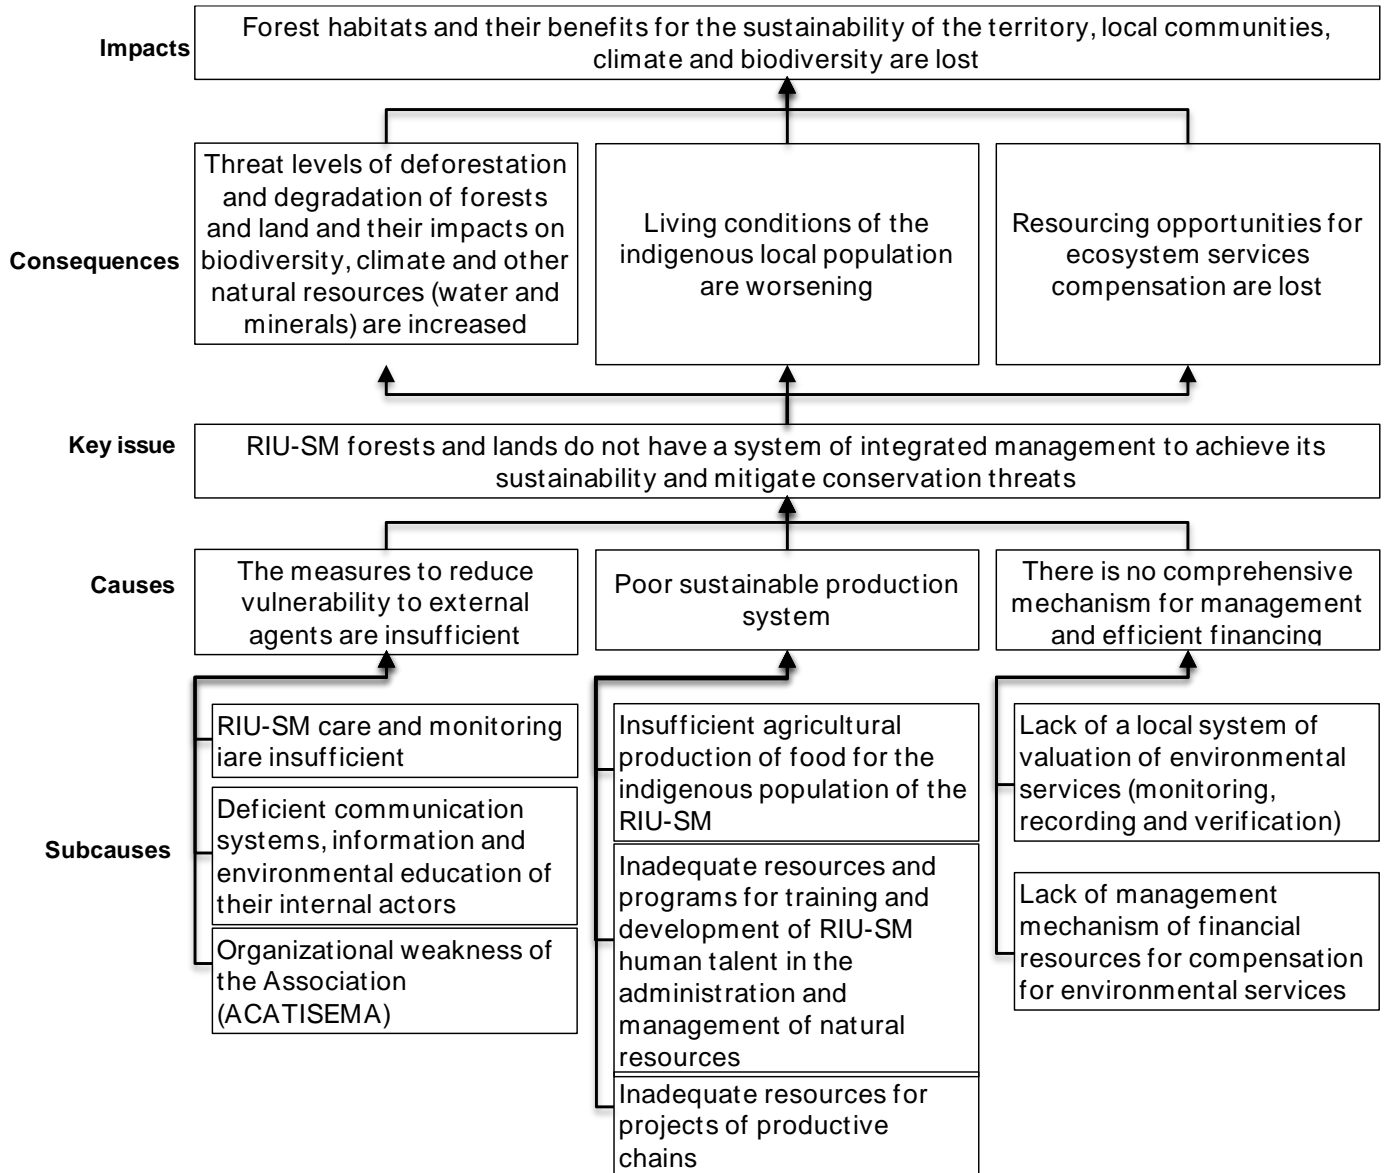 Impacts
Forest habitats and their benefits for the sustainability of the territory, local communities,
climate and biodiversity are lost
Consequences
Threat levels of deforestation
and degradation of forests
and land and their impacts on
biodiversity, climate and other
natural resources (water and
minerals) are increased
Living conditions of the
indigenous local population
are worsening
Resourcing opportunities for
ecosystem services
compensation are lost
Key issue
RIU-SM forests and lands do not have a system of integrated management to achieve its
sustainability and mitigate conservation threats
Causes
The measures to reduce
vulnerability to external
agents are insufficient
Poor sustainable production
system
There is no comprehensive
mechanism for management
and efficient financing
Subcauses
RIU-SM care and monitoring
iare insufficient
Deficient communication
systems, information and
environmental education of
their internal actors
Organizational weakness of
the Association
(ACATISEMA)
Insufficient agricultural
production of food for the
indigenous population of the
RIU-SM
Inadequate resources and
programs for training and
development of RIU-SM
human talent in the
administration and
management of natural
resources
Inadequate resources for
projects of productive
chains
Lack of a local system of
valuation of environmental
services (monitoring,
recording and verification)
Lack of management
mechanism of financial
resources for compensation
for environmental services